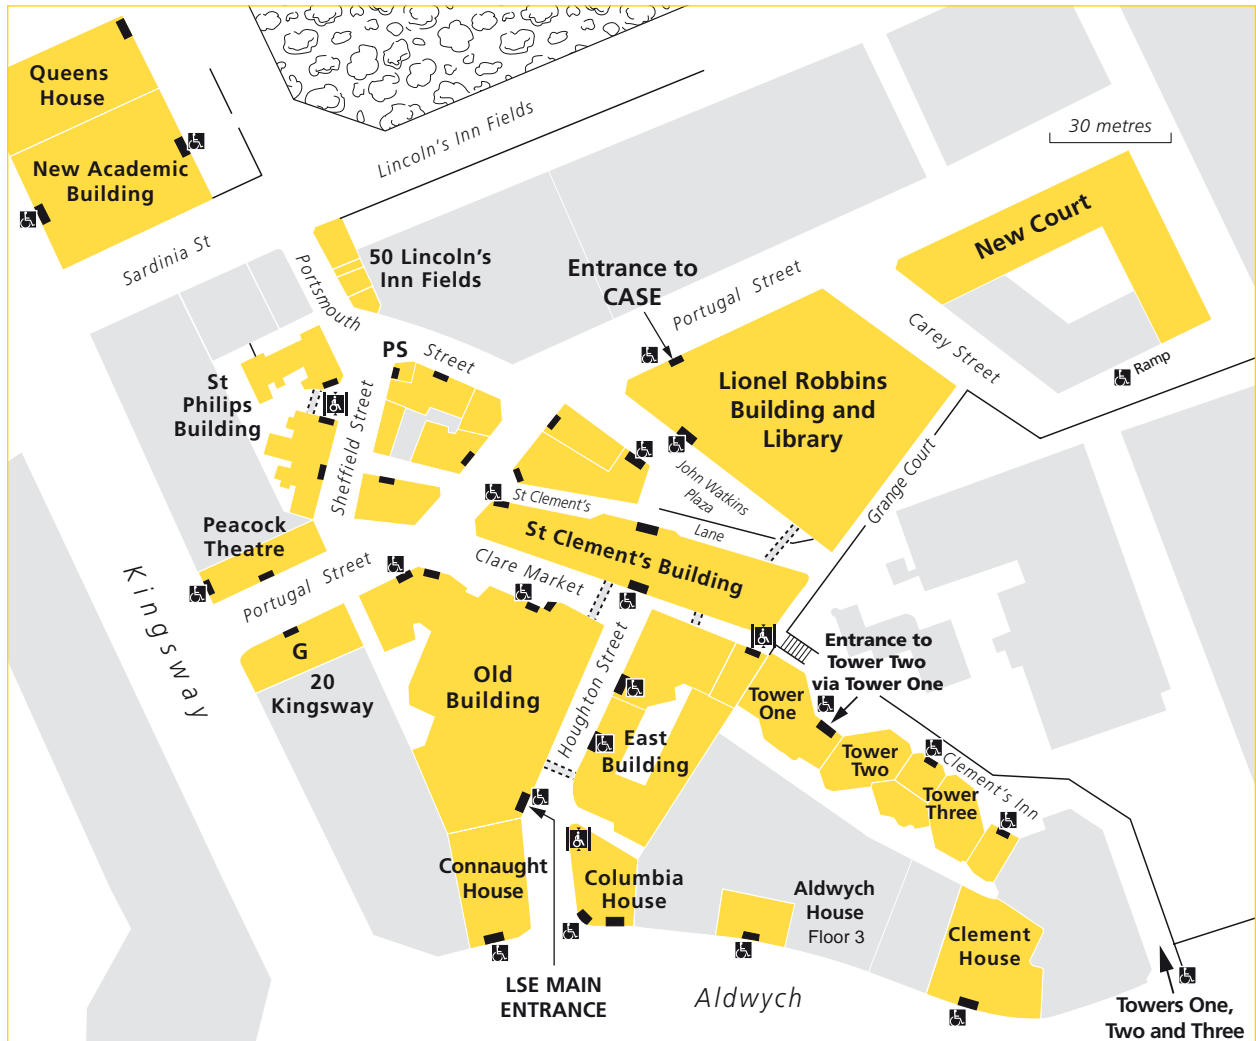 Queens
House
New Academic
Building
Lincoln's Inn Fields
30 metres
New Court
Sardinia St
Portsmouth
Street
50 Lincoln's
Inn Fields
Entrance to
CASE
Portugal Street
Carey Street
Ramp
PS
St
Philips
Building
Sheffield Street
Lionel Robbins
Building and
Library
John Watkins
Plaza
Grange Court
St Clement's
Lane
Peacock
Theatre
St Clement's Building
Kingsway
Portugal Street
Clare Market
G
20
Kingsway
Old
Building
Houghton Street
East
Building
Entrance to
Tower Two
via Tower One
Tower
One
Tower
Two
Tower
Three
Clement's Inn
Connaught
House
Columbia
House
Aldwych
House
Floor 3
Clement
House
LSE MAIN
ENTRANCE
Aldwych
Towers One,
Two and Three